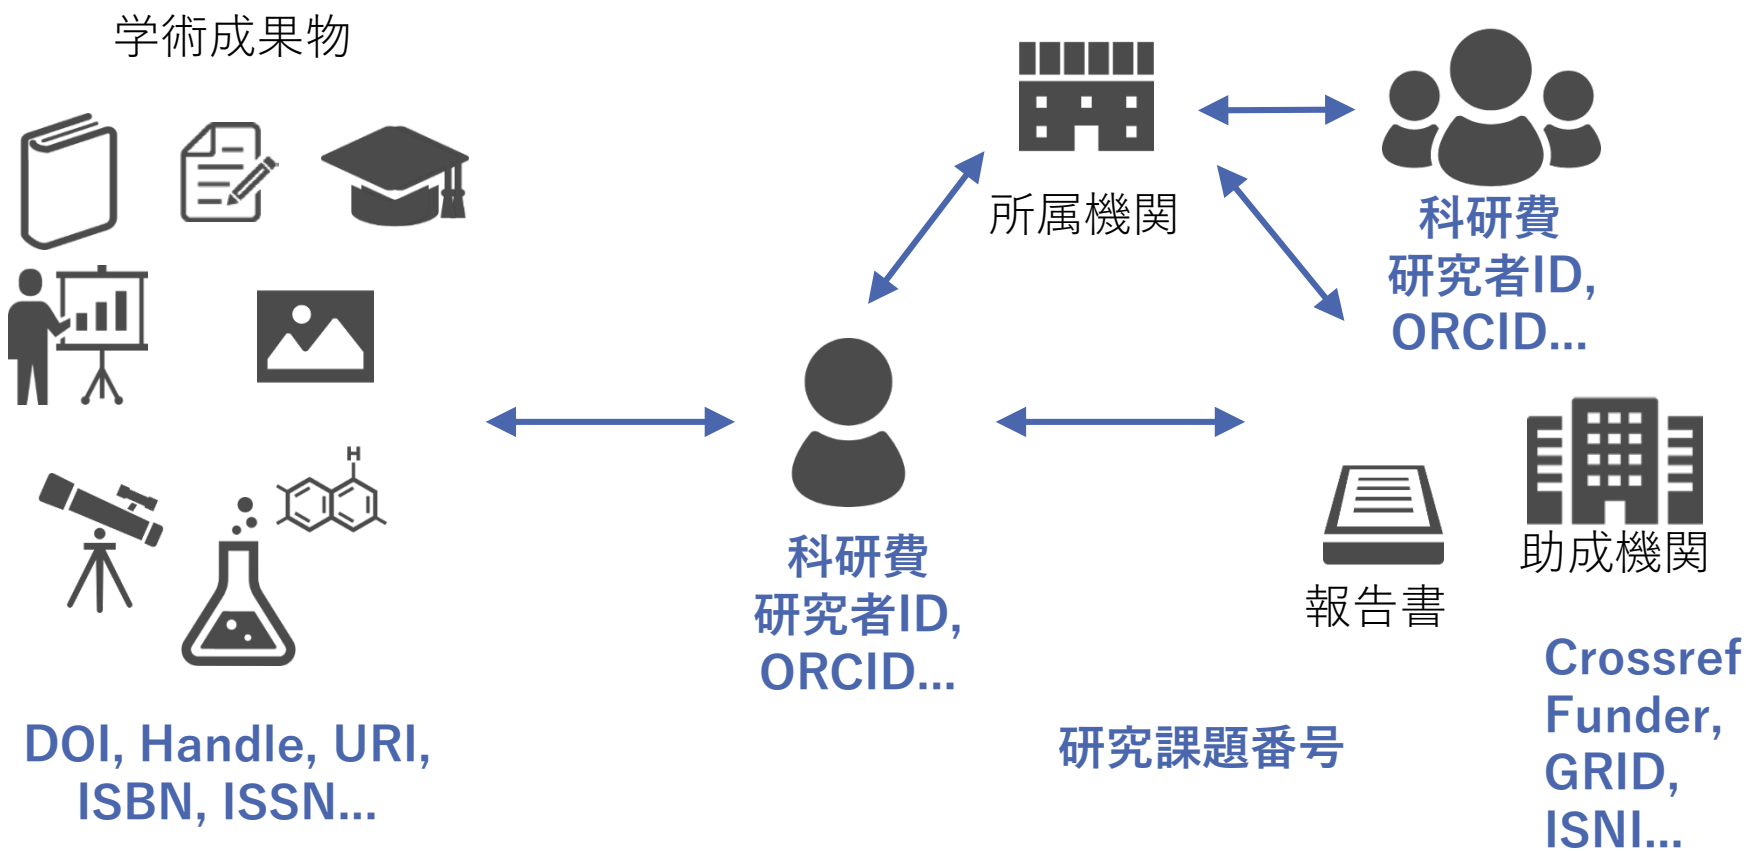 学術成果物
H
DOI, Handle, URI,
ISBN, ISSN...
所属機関
科研費
研究者ID,
ORCID...
科研費
研究者ID,
ORCID...
報告書
助成機関
研究課題番号
Crossref
Funder,
GRID,
ISNI...